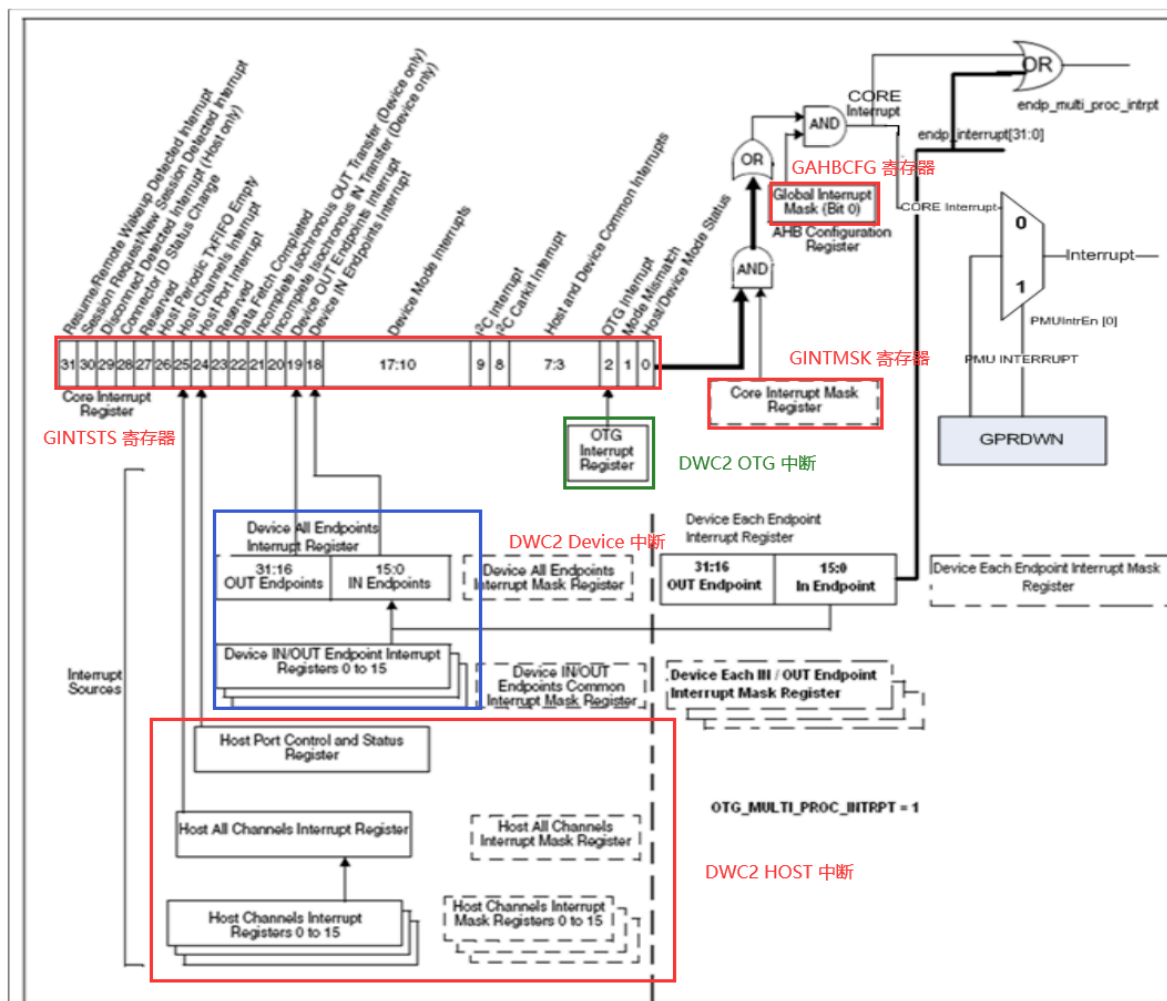 Resume/Remote Wakeup Detected Interrupt
Session Request/New Session Detected Interrupt
Disconnect Detected Interrupt (Host only)
Connector ID Status Change
Reserved
Host Periodic TxFIFO Empty
Host Channels Interrupt
Host Port Interrupt
Reserved
Data Fetch Completed
Incomplete Isochronous OUT Transfer (Device only)
Incomplete Isochronous IN Transfer (Device only)
Device OUT Endpoints Interrupt
Device IN Endpoints Interrupt
Device Mode Interrupts
I²C Interrupt
I²C Carkit Interrupt
Host and Device Common Interrupts
OTG Interrupt
Mode Mismatch
Host/Device Mode Status
OR
endp_multi_proc_intrpt
CORE
Interrupt
AND
endp_interrupt[31:0]
OR
GAHBCFG 寄存器
Global Interrupt
Mask (Bit 0)
AHB Configuration
Register
CORE Interrupt
0
Interrupt
1
AND
PMUIntrEn [0]
PMU INTERRUPT
GINTMSK 寄存器
31 30 29 28 27 26 25 24 23 22 21 20 19 18 17:10 9 8 7:3 2 1 0
Core Interrupt
Register
Core Interrupt Mask
Register
GINTSTS 寄存器
OTG
Interrupt
Register
DWC2 OTG 中断
GPRDWN
Device All Endpoints
Interrupt Register
DWC2 Device 中断
Device Each Endpoint
Interrupt Register
31:16
OUT Endpoints
15:0
IN Endpoints
Device All Endpoints
Interrupt Mask Register
31:16
OUT Endpoint
15:0
In Endpoint
Device Each Endpoint Interrupt Mask
Register
Interrupt
Sources
Device IN/OUT Endpoint Interrupt
Registers 0 to 15
Device IN/OUT
Endpoints Common
Interrupt Mask Register
Device Each IN / OUT Endpoint
Interrupt Mask Register
Host Port Control and Status
Register
OTG_MULTI_PROC_INTRPT = 1
Host All Channels Interrupt Register
Host All Channels
Interrupt Mask Register
DWC2 HOST 中断
Host Channels Interrupt
Registers 0 to 15
Host Channels Interrupt
Mask Registers 0 to 15